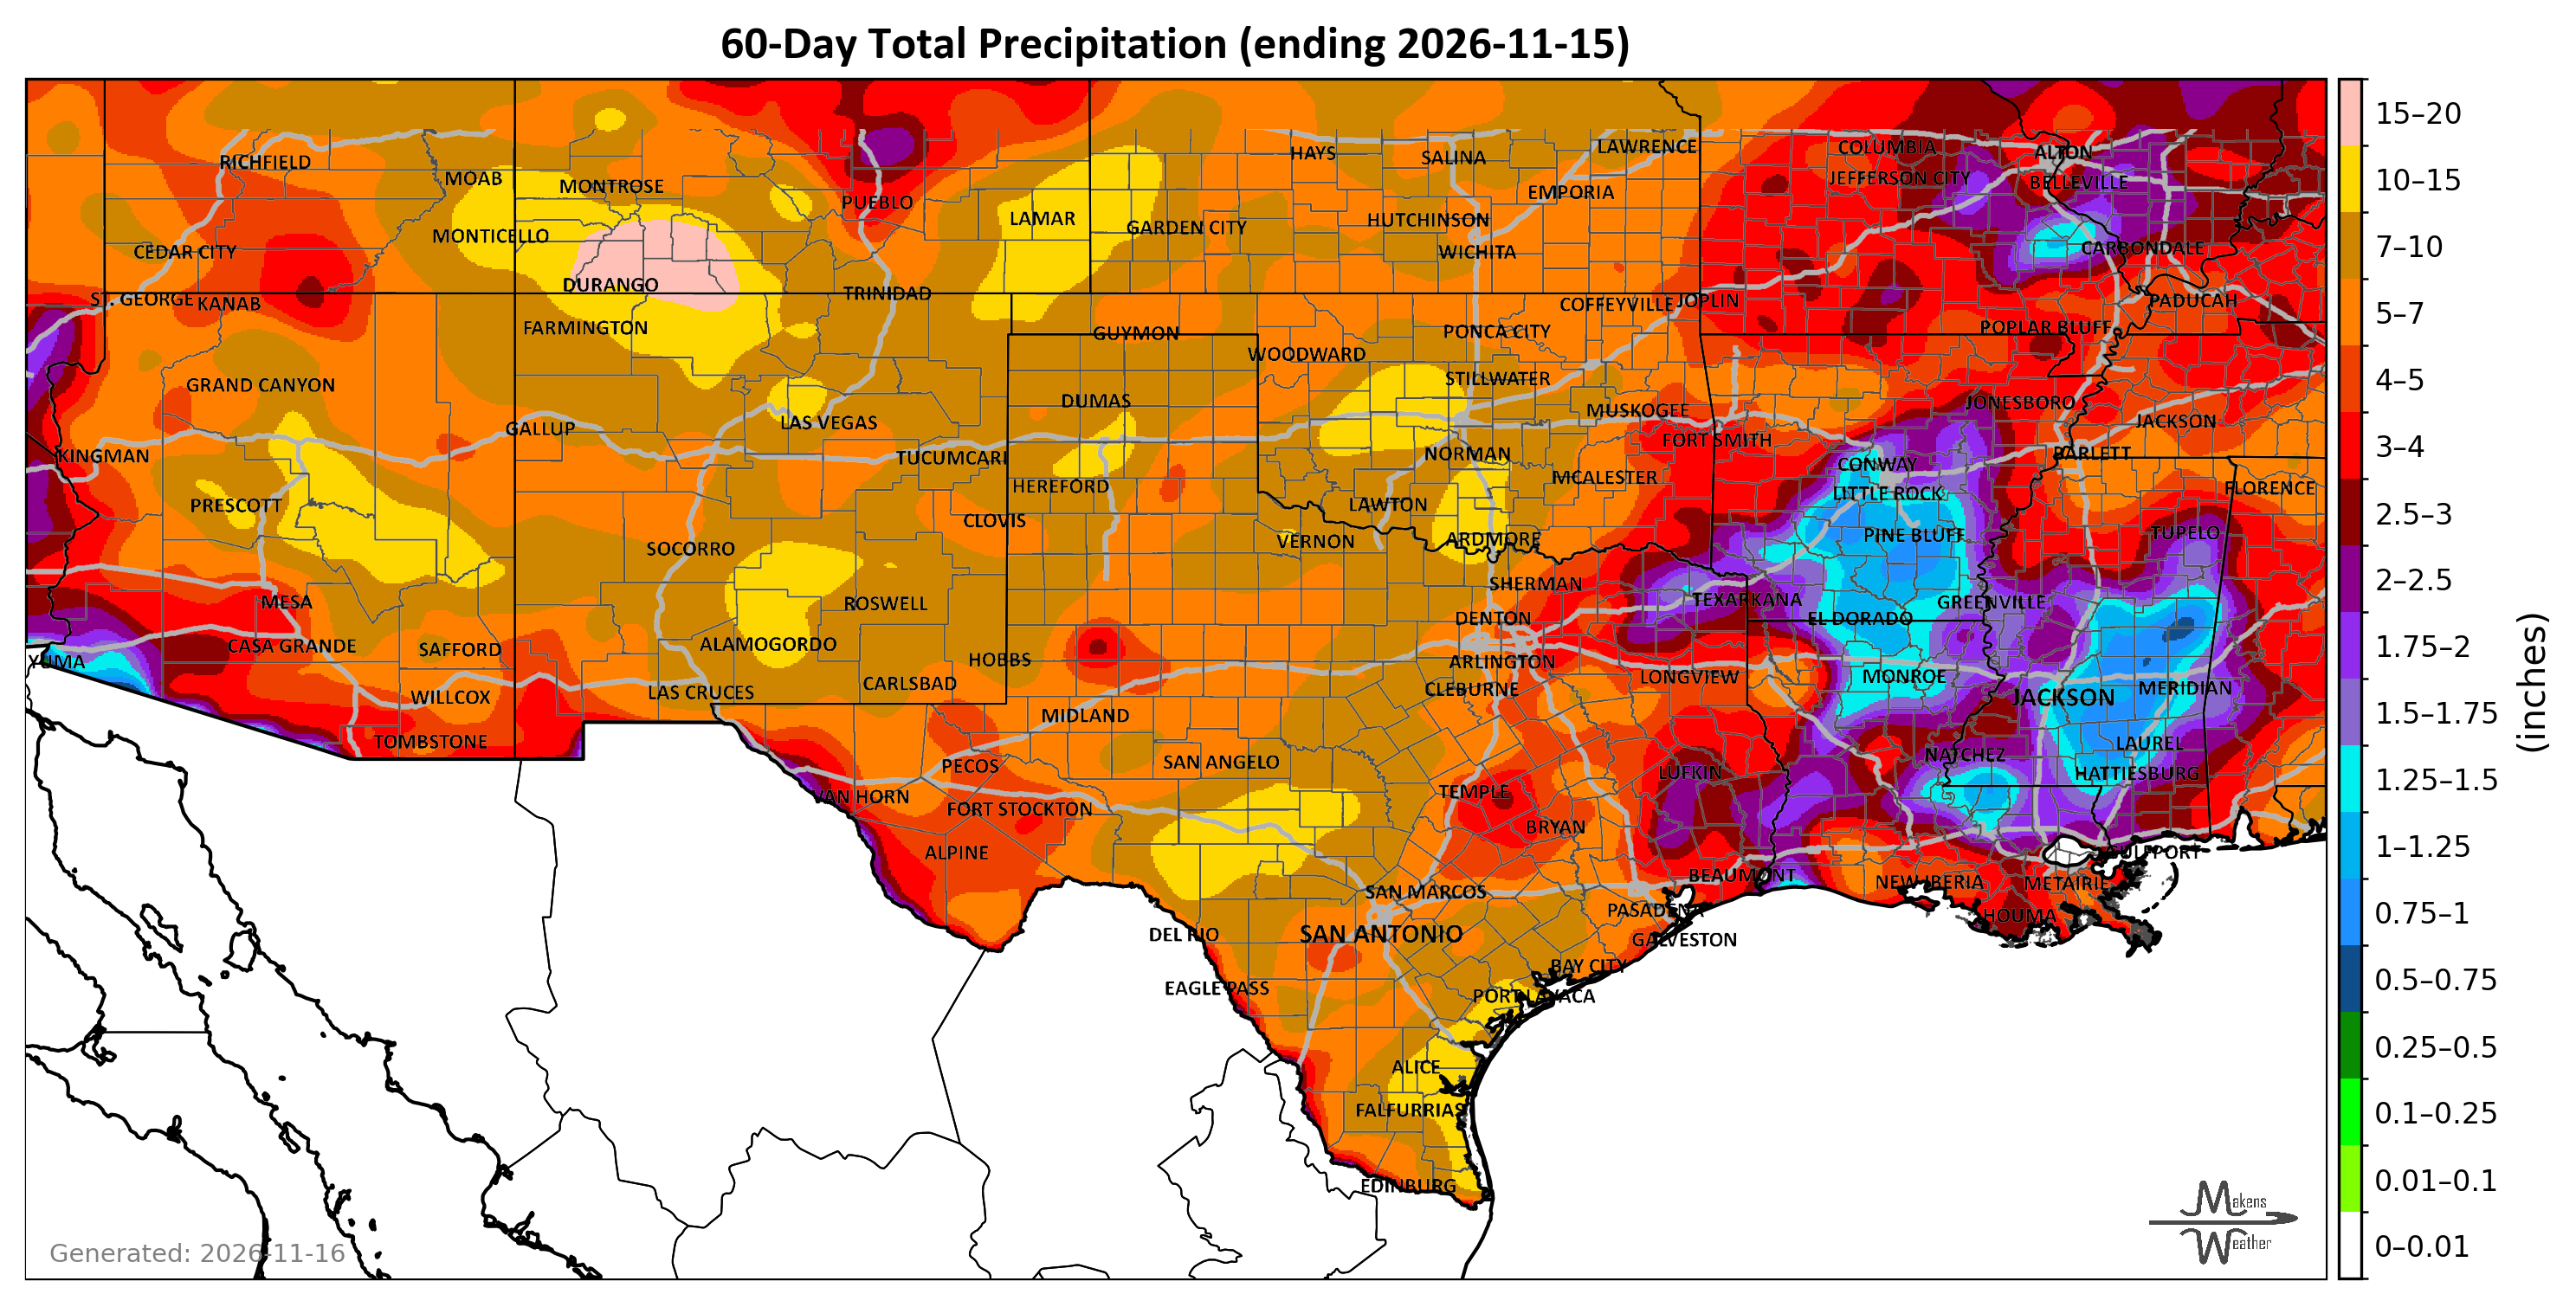 60-Day Total Precipitation (ending 2026-11-15)
RICHFIELD
MOAB
MONTROSE
PUEBLO
LAMAR
GARDEN CITY
HAYS
SALINA
LAWRENCE
EMPORIA
HUTCHINSON
WICHITA
COLUMBIA
JEFFERSON CITY
ALTON
BELLEVILLE
CARBONDALE
CEDAR CITY
MONTICELLO
DURANGO
TRINIDAD
ST. GEORGE
KANAB
FARMINGTON
GUYMON
WOODWARD
PONCA CITY
COFFEYVILLE
JOPLIN
POPLAR BLUFF
PADUCAH
GRAND CANYON
GALLUP
LAS VEGAS
DUMAS
STILLWATER
MUSKOGEE
FORT SMITH
JONESBORO
JACKSON
BARLETT
KINGMAN
TUCUMCARI
HEREFORD
NORMAN
MCALESTER
CONWAY
LITTLE ROCK
FLORENCE
PRESCOTT
SOCORRO
CLOVIS
LAWTON
VERNON
ARDMORE
PINE BLUFF
TUPELO
MESA
ROSWELL
SHERMAN
TEXARKANA
GREENVILLE
CASA GRANDE
SAFFORD
ALAMOGORDO
DENTON
EL DORADO
YUMA
HOBBS
ARLINGTON
WILLCOX
LAS CRUCES
CARLSBAD
CLEBURNE
LONGVIEW
MONROE
JACKSON
MERIDIAN
TOMBSTONE
MIDLAND
PECOS
SAN ANGELO
LUFKIN
NATCHEZ
LAUREL
HATTIESBURG
VAN HORN
FORT STOCKTON
TEMPLE
BRYAN
ALPINE
GULFPORT
SAN MARCOS
BEAUMONT
NEW IBERIA
METAIRIE
PASADENA
HOUMA
DEL RIO
SAN ANTONIO
GALVESTON
BAY CITY
EAGLE PASS
PORT LAVACA
ALICE
FALFURRIAS
EDINBURG
15–20
10–15
7–10
5–7
4–5
3–4
2.5–3
2–2.5
1.75–2
1.5–1.75
1.25–1.5
1–1.25
0.75–1
0.5–0.75
0.25–0.5
0.1–0.25
0.01–0.1
0–0.01
(inches)
Generated: 2026-11-16
Makens
Weather